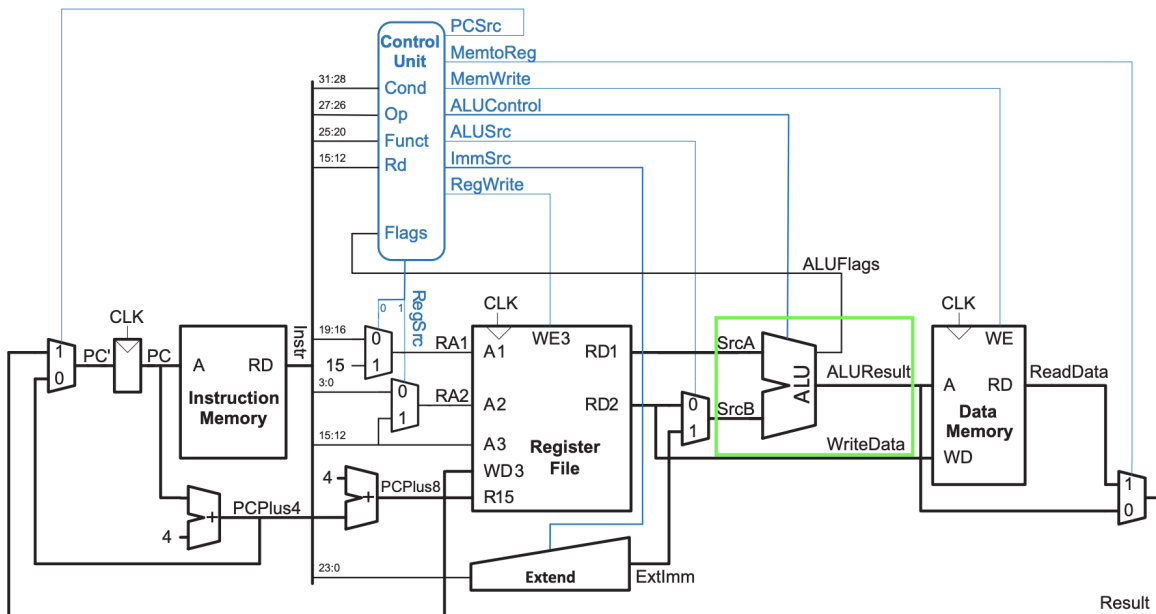 PCSrc
Control
Unit
MemtoReg
MemWrite
ALUControl
ALUSrc
ImmSrc
RegWrite
31:28
Cond
27:26
Op
25:20
Funct
15:12
Rd
Flags
ALUFlags
0 1
RegSrc
CLK
CLK
CLK
Instr
19:16
0
1
15
RA1
A1
WE3
RD1
SrcA
WE
1
0
PC'
PC
A
RD
Instruction
Memory
ALU
ALUResult
A
RD
ReadData
Data
Memory
3:0
0
1
RA2
A2
RD2
0
1
SrcB
15:12
A3
Register
File
WriteData
WD
WD3
4
+
PCPlus8
R15
1
0
4
+
PCPlus4
23:0
Extend
ExtImm
Result